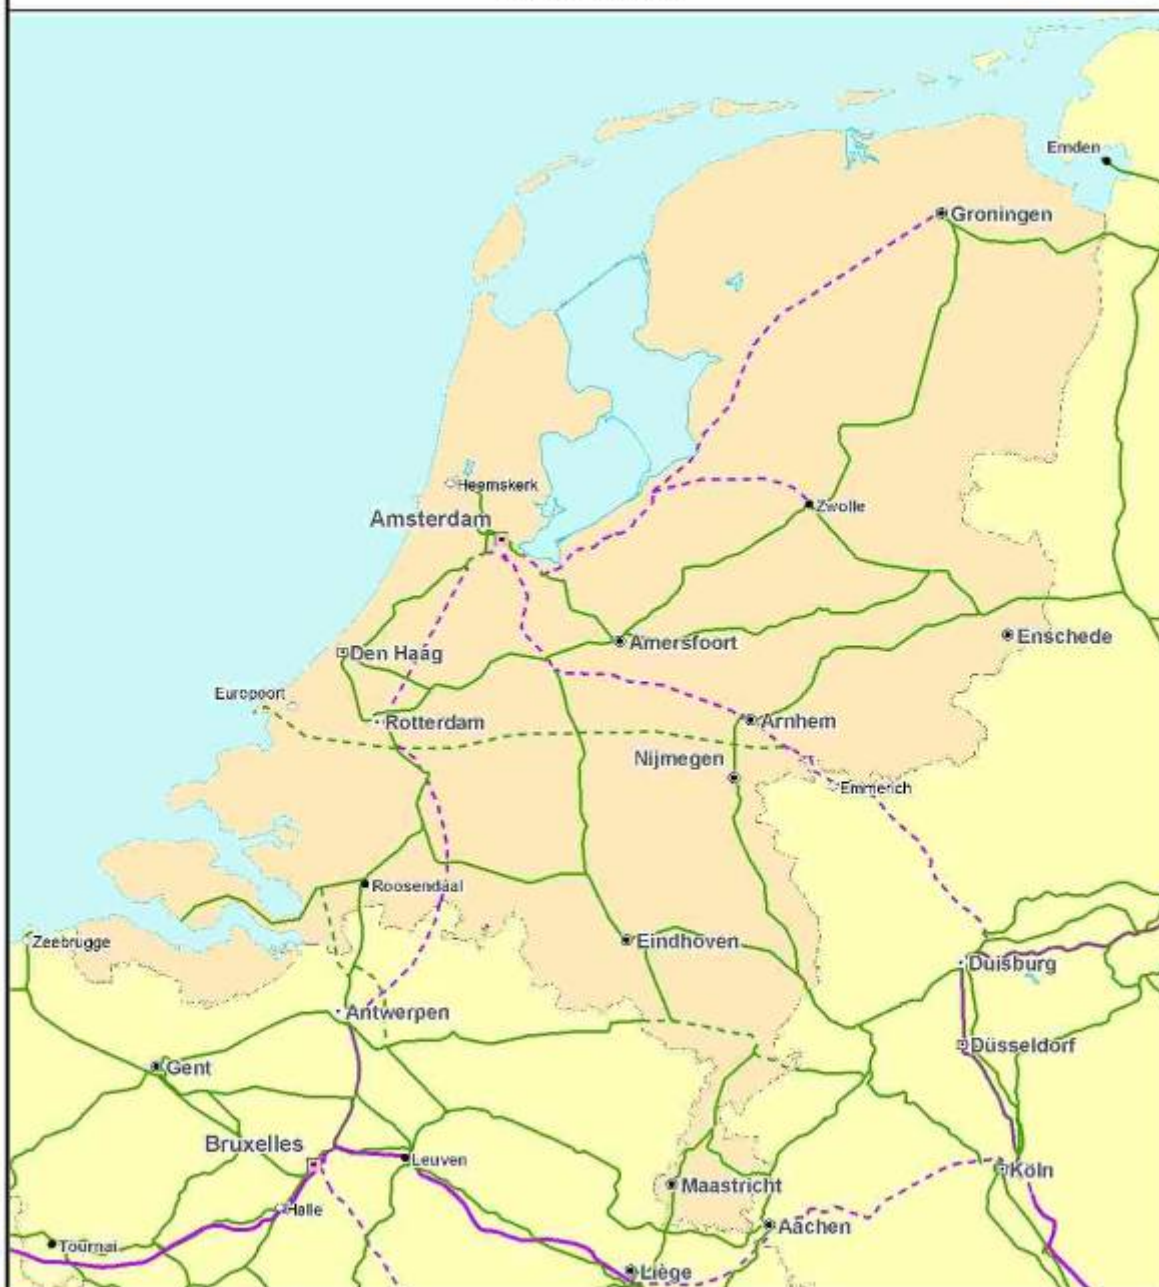 Emden
Groningen
Heemskerk
Amsterdam
Zwolle
Den Haag
Amersfoort
Enschede
Europoort
Rotterdam
Arnhem
Nijmegen
Emmerich
Roosendaal
Zeebrugge
Eindhoven
Duisburg
Antwerpen
Düsseldorf
Gent
Bruxelles
Leuven
Köln
Maastricht
Halle
Aachen
Tournai
Liège